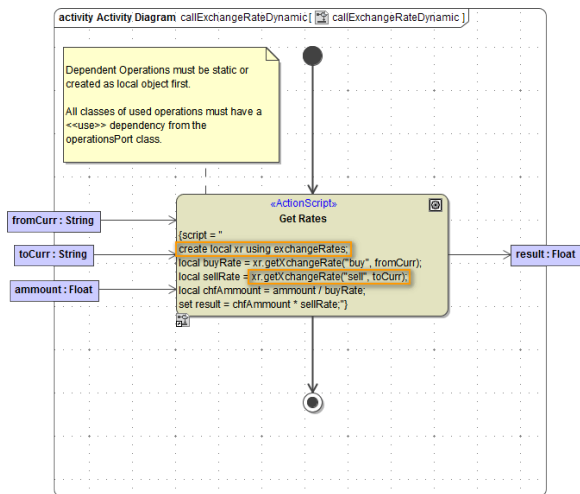 activity Activity Diagram callExchangeRateDynamic [ callExchangeRateDynamic ]
Dependent Operations must be static or
created as local object first.
All classes of used operations must have a
<<use>> dependency from the
operationsPort class.
«ActionScript»
Get Rates
fromCurr : String
toCurr : String
ammount : Float
{script = "
create local xr using exchangeRates;
local buyRate = xr.getXchangeRate("buy", fromCurr);
local sellRate = xr.getXchangeRate("sell", toCurr);
local chfAmmount = ammount / buyRate;
set result = chfAmmount * sellRate;"}
result : Float